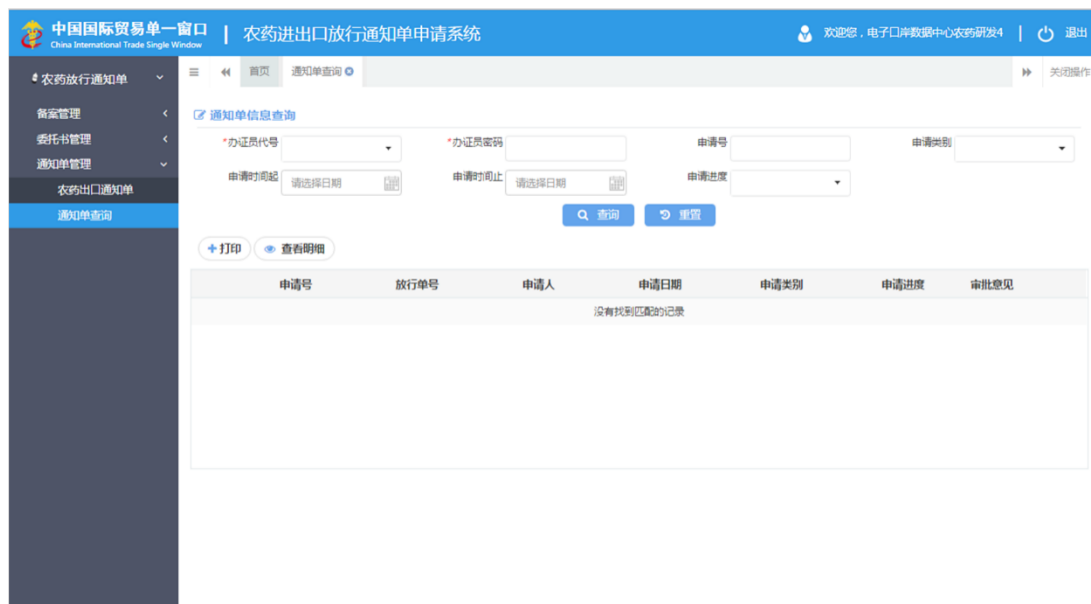 中国国际贸易单一窗口 | 农药进出口放行通知单申请系统
China International Trade Single Window
欢迎您，电子口岸数据中心农药研发4 | 退出
农药放行通知单
首页 通知单查询 关闭操作
备案管理
委托书管理
通知单管理
农药出口通知单
通知单查询
通知单信息查询
*办证员代号 *办证员密码 申请号 申请类别
申请时间起 请选择日期 申请时间止 请选择日期 申请进度
查询 重置
打印 查看明细
申请号 放行单号 申请人 申请日期 申请类别 申请进度 审批意见
没有找到匹配的记录